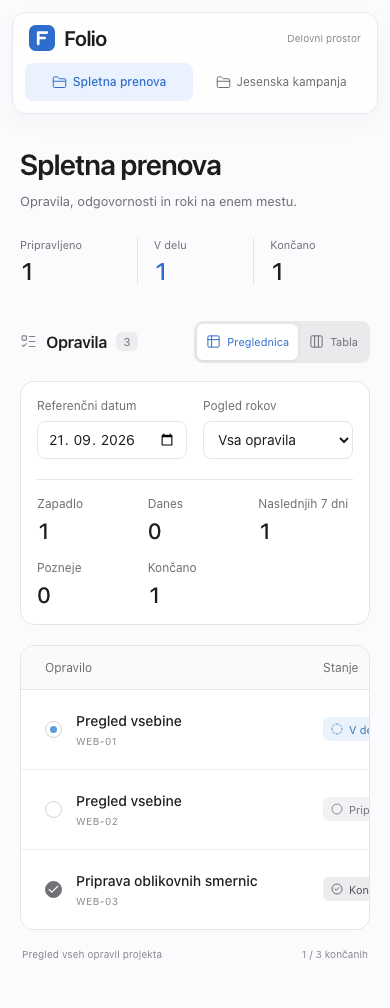 Folio
Delovni prostor
Spletna prenova
Jesenska kampanja
Spletna prenova
Opravila, odgovornosti in roki na enem mestu.
Pripravljeno V delu Končano
1 1 1
Opravila 3
Preglednica Tabla
Referenčni datum Pogled rokov
21. 09. 2026 Vsa opravila
Zapadlo Danes Naslednjih 7 dni
1 0 1
Pozneje Končano
0 1
Opravilo Stanje
Pregled vsebine
WEB-01
V de
Pregled vsebine
WEB-02
Prip
Priprava oblikovnih smernic
WEB-03
Kon
Pregled vseh opravil projekta 1 / 3 končanih